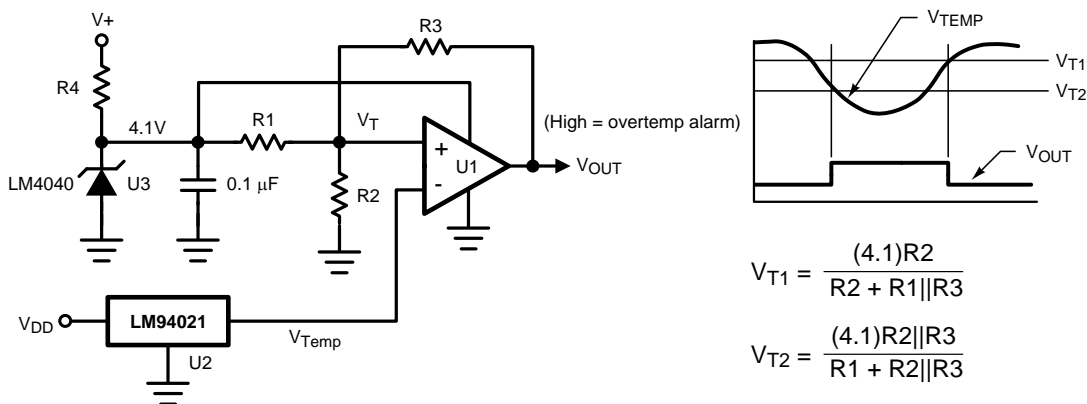 V+
R3
R4
4.1V
R1
VT
(High = overtemp alarm)
LM4040
U3
0.1 µF
R2
+
-
U1
VOUT
VDD
LM94021
U2
VTemp
VTEMP
VT1
VT2
VOUT
VT1 = (4.1)R2 / R2 + R1||R3
VT2 = (4.1)R2||R3 / R1 + R2||R3